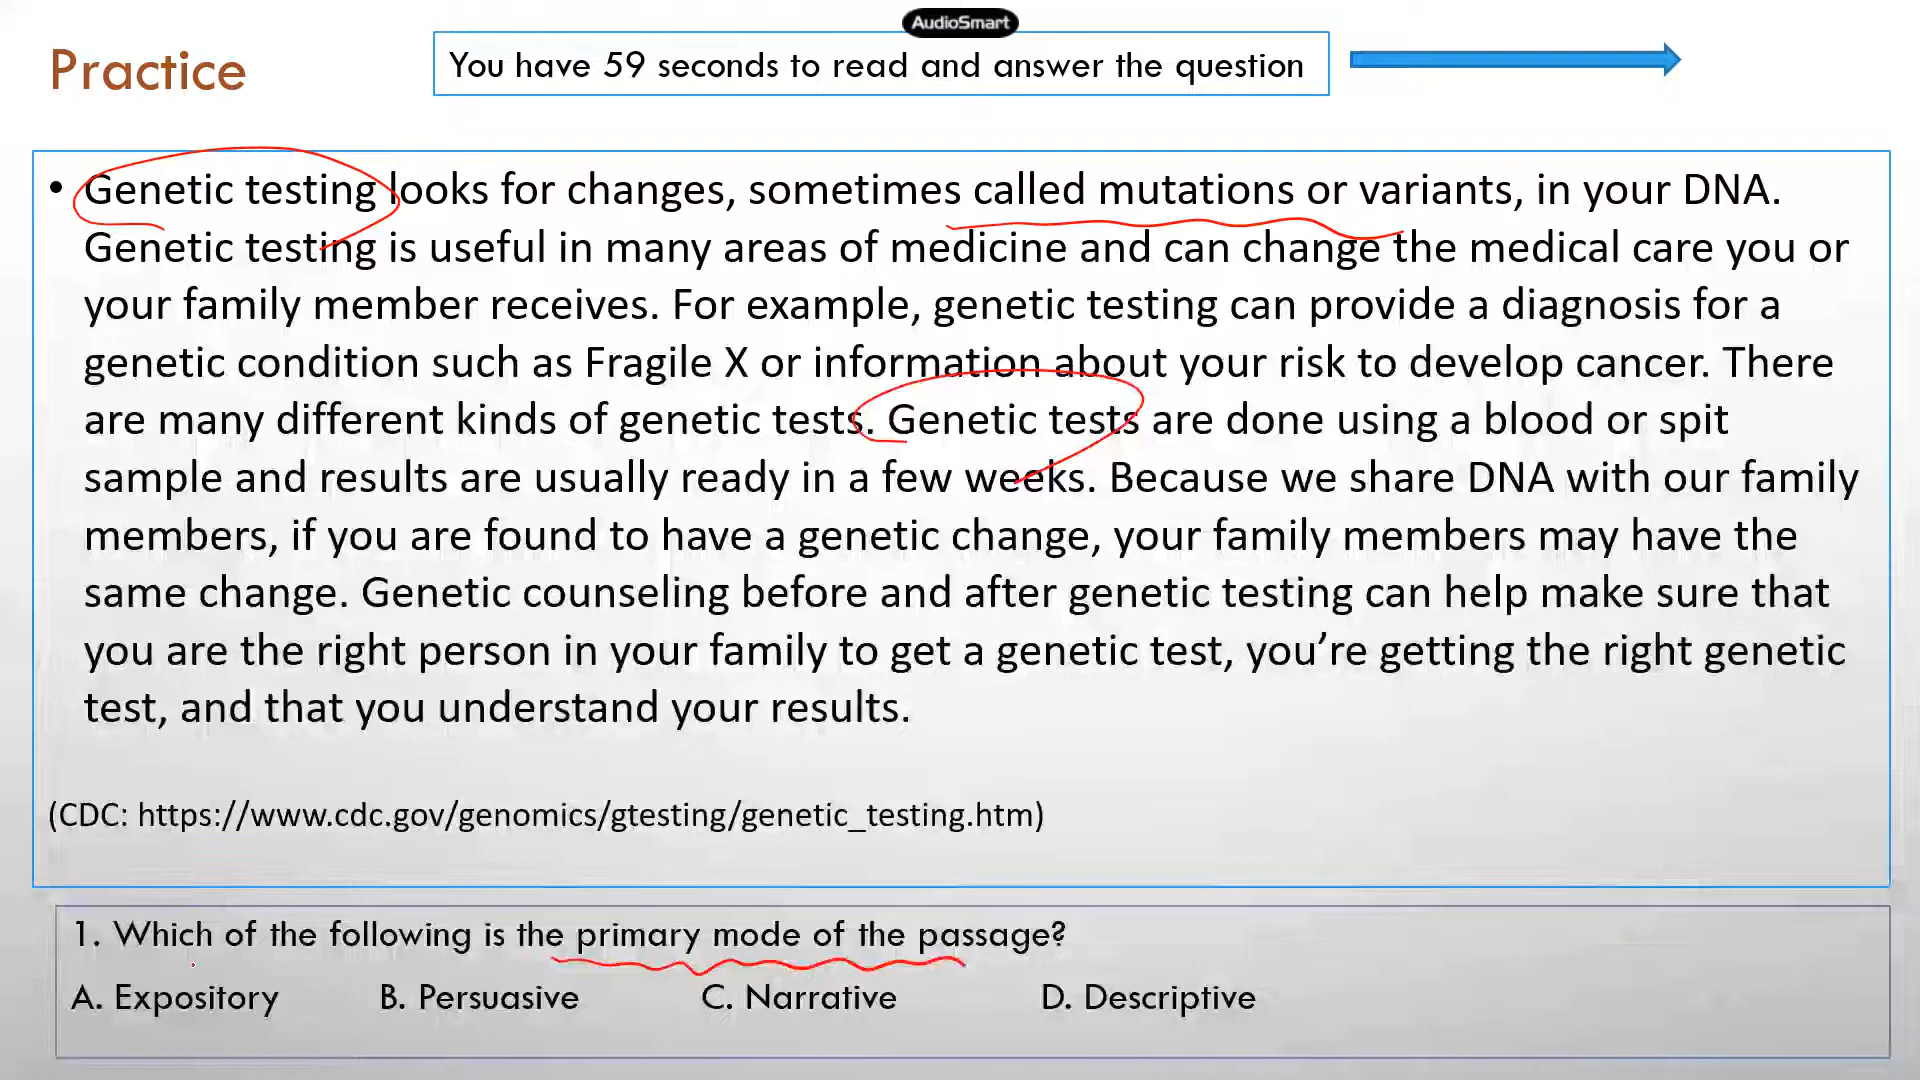 AudioSmart
Practice
You have 59 seconds to read and answer the question
• Genetic testing looks for changes, sometimes called mutations or variants, in your DNA.
Genetic testing is useful in many areas of medicine and can change the medical care you or
your family member receives. For example, genetic testing can provide a diagnosis for a
genetic condition such as Fragile X or information about your risk to develop cancer. There
are many different kinds of genetic tests. Genetic tests are done using a blood or spit
sample and results are usually ready in a few weeks. Because we share DNA with our family
members, if you are found to have a genetic change, your family members may have the
same change. Genetic counseling before and after genetic testing can help make sure that
you are the right person in your family to get a genetic test, you’re getting the right genetic
test, and that you understand your results.
(CDC: https://www.cdc.gov/genomics/gtesting/genetic_testing.htm)
1. Which of the following is the primary mode of the passage?
A. Expository B. Persuasive C. Narrative D. Descriptive